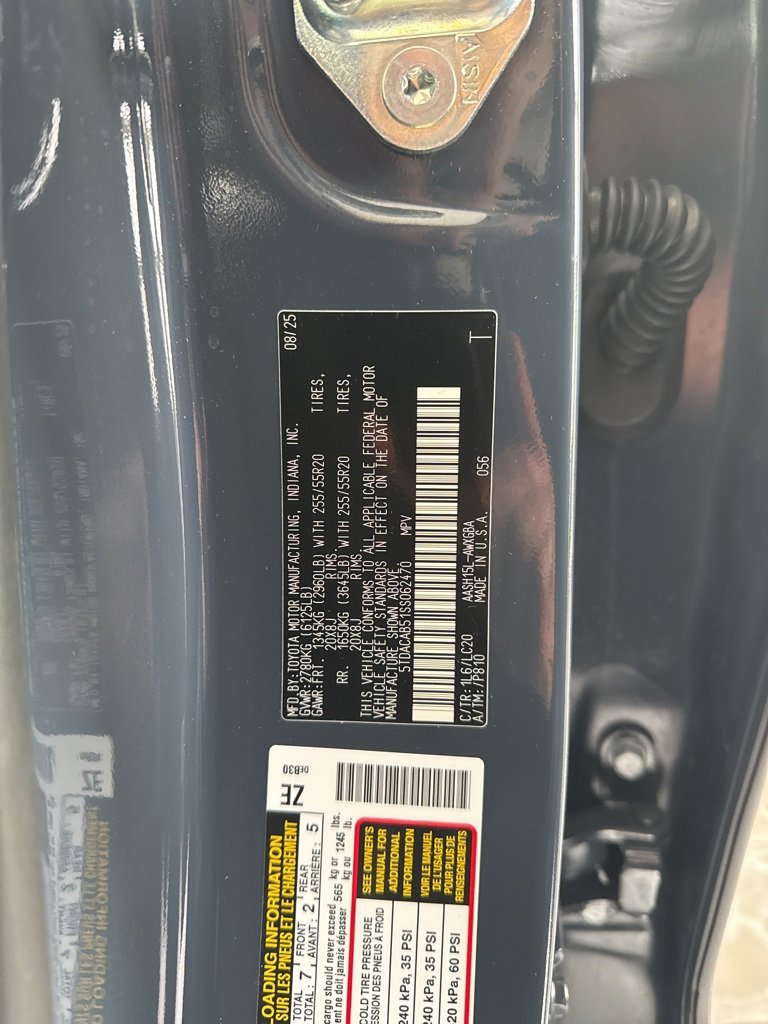 AISIN
MFD.BY:TOYOTA MOTOR MANUFACTURING, INDIANA, INC. 08/25
GVWR:2780KG (6125LB)
GAWR:FRT. 1345KG (2960LB) WITH 255/55R20 TIRES,
20X8J RIMS
RR. 1650KG (3645LB) WITH 255/55R20 TIRES,
20X8J RIMS
THIS VEHICLE CONFORMS TO ALL APPLICABLE FEDERAL MOTOR
VEHICLE SAFETY STANDARDS IN EFFECT ON THE DATE OF
MANUFACTURE SHOWN ABOVE.
5TDACAB51SS062470 MPV
C/TR:1L6/LC20 AASH15L-AWXGBA 056
A/TM:/P810 MADE IN U.S.A. T
ZE 0EB30
LOADING INFORMATION
SUR LES PNEUS ET LE CHARGEMENT
TOTAL 7 FRONT 2 REAR 5
TOTAL: AVANT: ARRIÈRE:
cargo should never exceed 565 kg or 1245 lbs.
ent ne doit jamais dépasser kg ou lb.
COLD TIRE PRESSURE
ESSION DES PNEUS À FROID
240 kPa, 35 PSI
240 kPa, 35 PSI
20 kPa, 60 PSI
SEE OWNER'S
MANUAL FOR
ADDITIONAL
INFORMATION
VOIR LE MANUEL
DE L'USAGER
POUR PLUS DE
RENSEIGNEMENTS